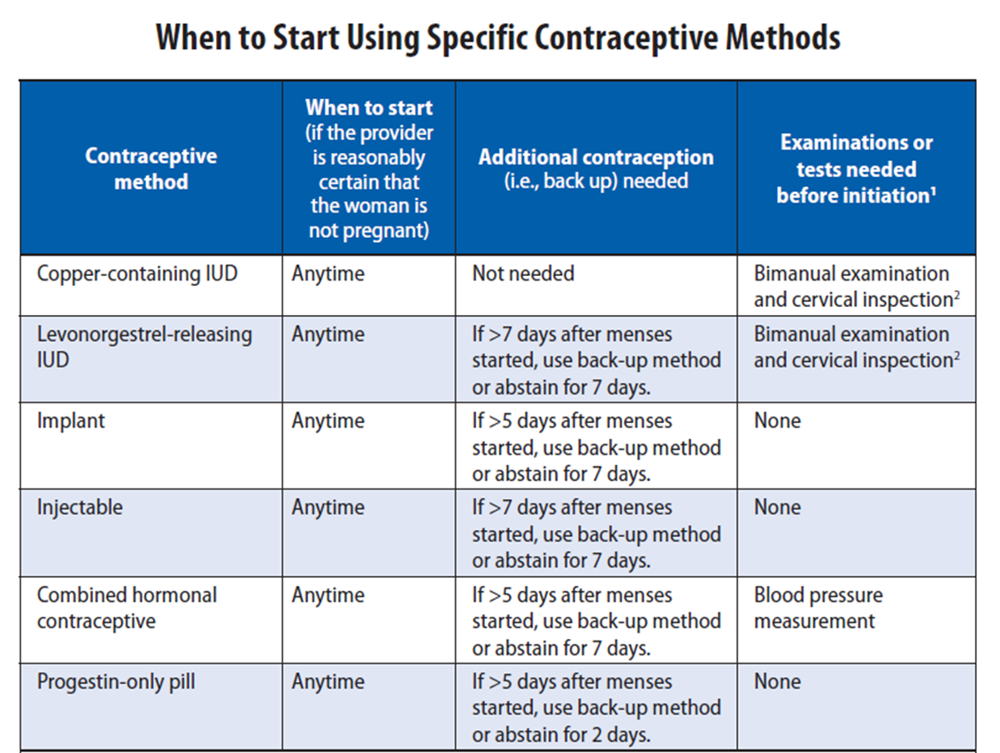 When to Start Using Specific Contraceptive Methods
Contraceptive
method
When to start
(if the provider
is reasonably
certain that
the woman is
not pregnant)
Additional contraception
(i.e., back up) needed
Examinations or
tests needed
before initiation¹
Copper-containing IUD
Anytime
Not needed
Bimanual examination
and cervical inspection²
Levonorgestrel-releasing
IUD
Anytime
If >7 days after menses
started, use back-up method
or abstain for 7 days.
Bimanual examination
and cervical inspection²
Implant
Anytime
If >5 days after menses
started, use back-up method
or abstain for 7 days.
None
Injectable
Anytime
If >7 days after menses
started, use back-up method
or abstain for 7 days.
None
Combined hormonal
contraceptive
Anytime
If >5 days after menses
started, use back-up method
or abstain for 7 days.
Blood pressure
measurement
Progestin-only pill
Anytime
If >5 days after menses
started, use back-up method
or abstain for 2 days.
None